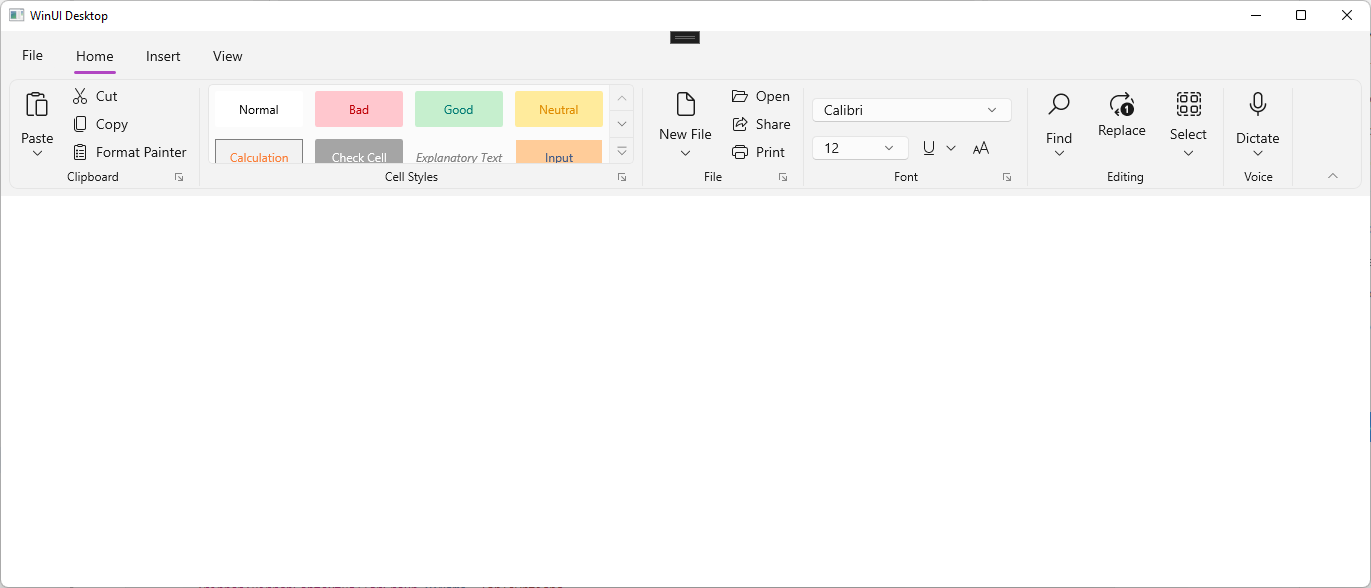 WinUI Desktop
File Home Insert View
Paste
Cut
Copy
Format Painter
Clipboard
Normal Bad Good Neutral
Calculation Check Cell Explanatory Text Input
Cell Styles
New File
Open
Share
Print
File
Calibri
12 U AA
Font
Find
1
Replace
Select
Editing
Dictate
Voice